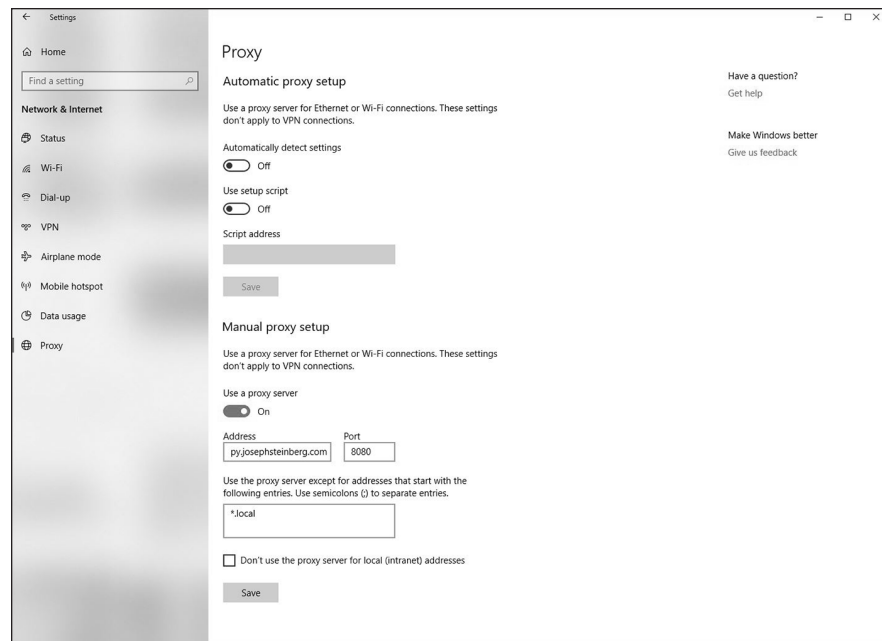 Settings
Home
Find a setting
Network & Internet
Status
Wi-Fi
Dial-up
VPN
Airplane mode
Mobile hotspot
Data usage
Proxy
Proxy
Automatic proxy setup
Use a proxy server for Ethernet or Wi-Fi connections. These settings
don't apply to VPN connections.
Automatically detect settings
Off
Use setup script
Off
Script address
Save
Manual proxy setup
Use a proxy server for Ethernet or Wi-Fi connections. These settings
don't apply to VPN connections.
Use a proxy server
On
Address Port
py.josephsteinberg.com 8080
Use the proxy server except for addresses that start with the
following entries. Use semicolons (;) to separate entries.
*.local
Don't use the proxy server for local (intranet) addresses
Save
Have a question?
Get help
Make Windows better
Give us feedback